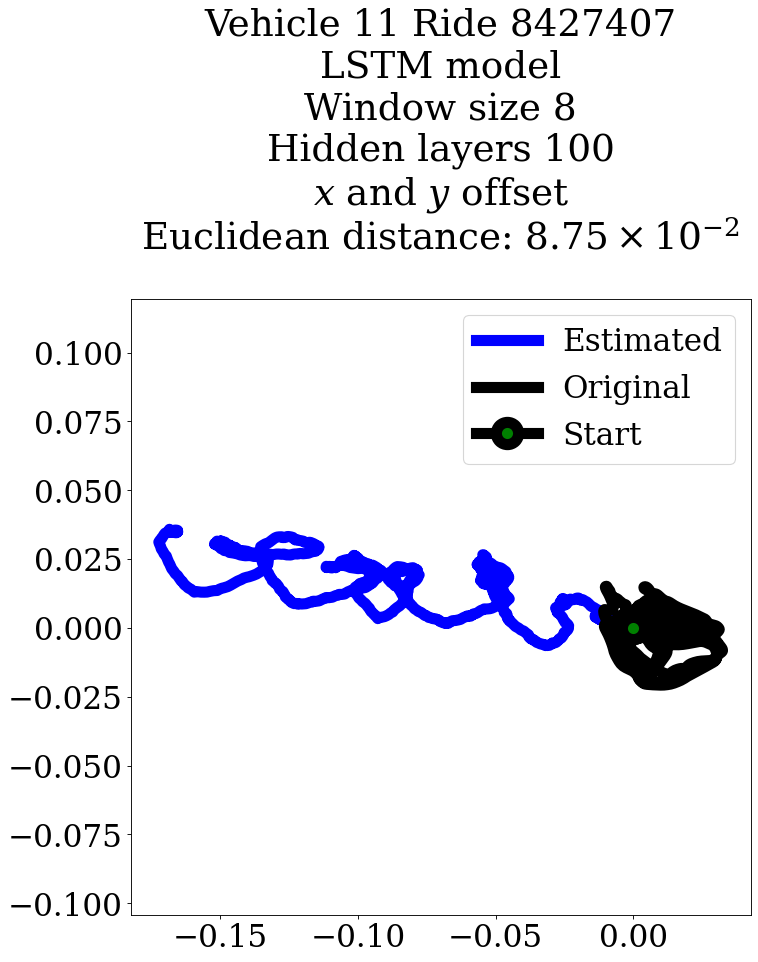 Vehicle 11 Ride 8427407
LSTM model
Window size 8
Hidden layers 100
x and y offset
Euclidean distance: 8.75 × 10⁻²
Estimated
Original
Start
0.100
0.075
0.050
0.025
0.000
−0.025
−0.050
−0.075
−0.100
−0.15 −0.10 −0.05 0.00